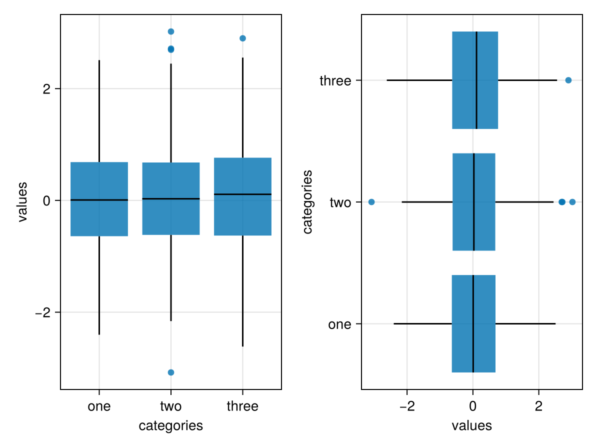 2
0
−2
values
one two three
categories
three
two
one
categories
−2 0 2
values